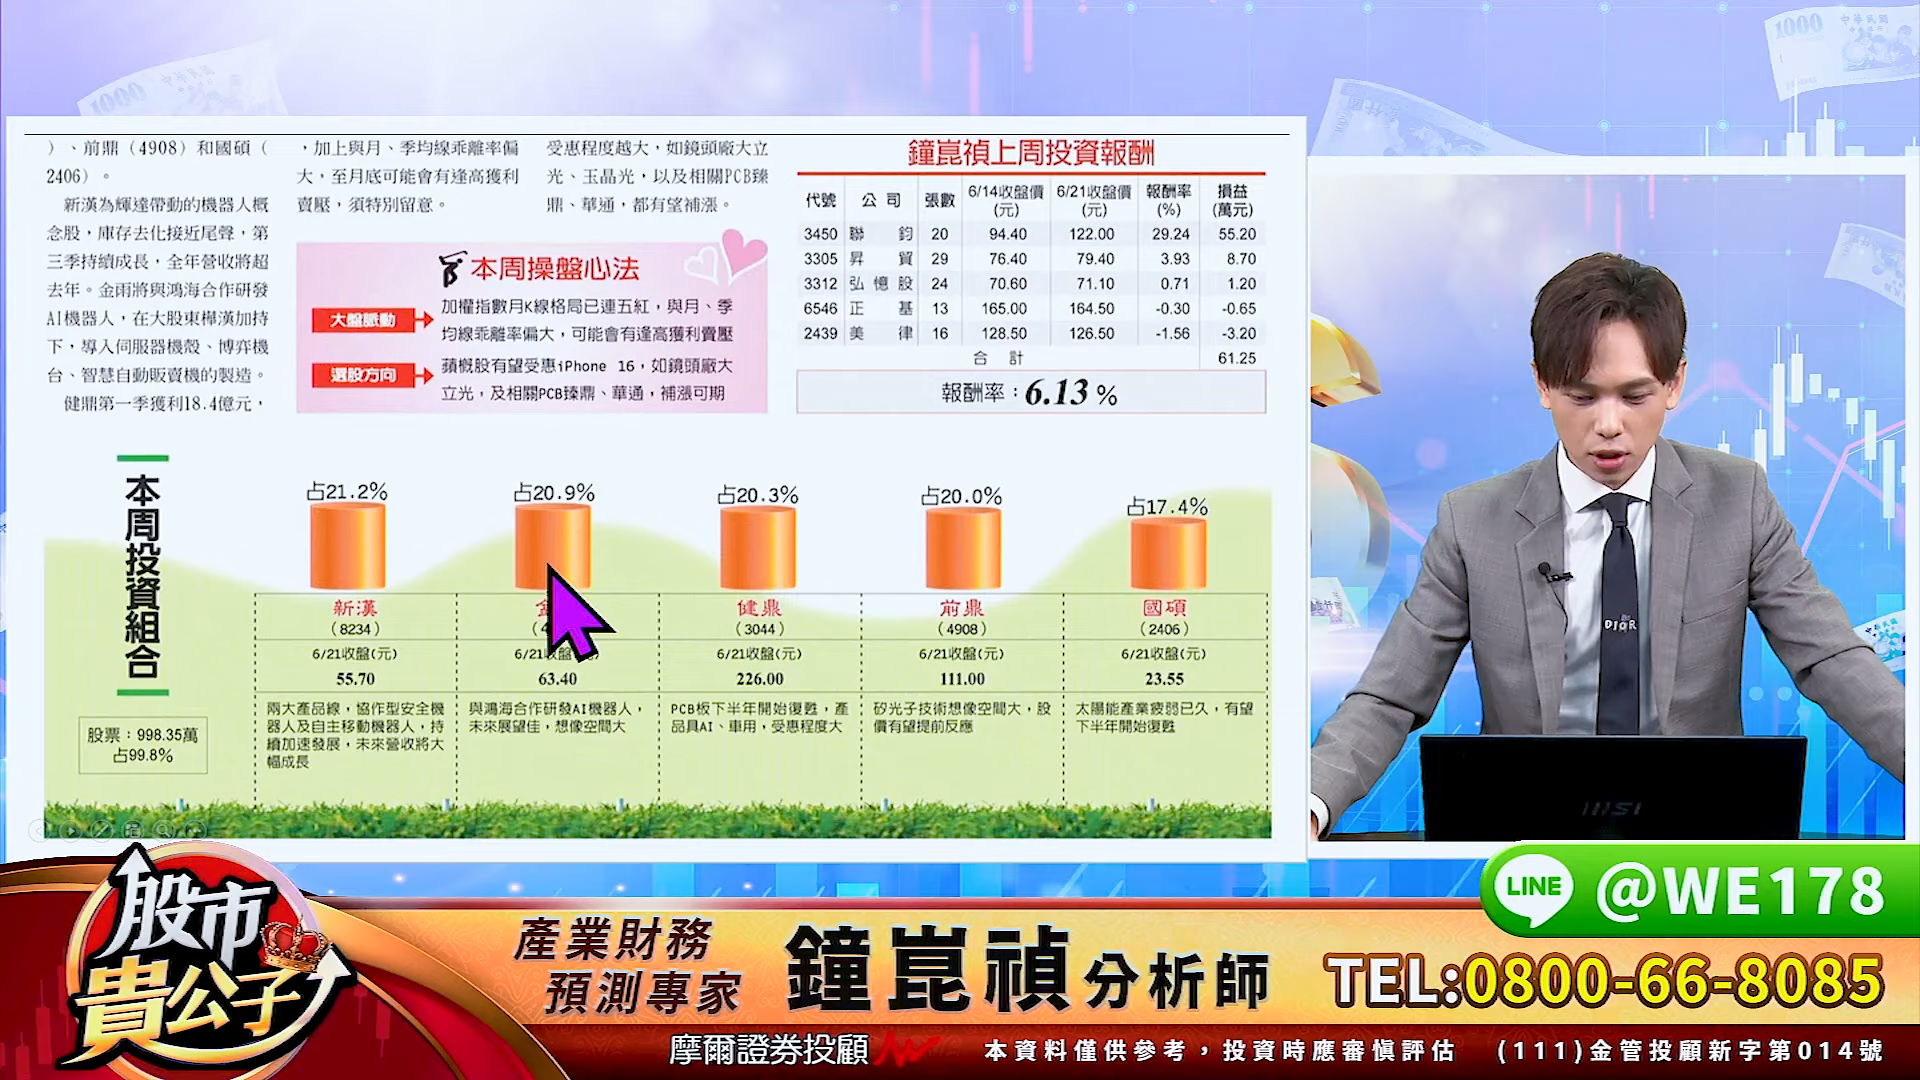 ）、前鼎（4908）和國碩（
2406）。
新漢為輝達帶動的機器人概
念股，庫存去化接近尾聲，第
三季持續成長，全年營收將超
去年。金雨將與鴻海合作研發
AI機器人，在大股東樺漢加持
下，導入伺服器機殼、博弈機
台、智慧自動販賣機的製造。
健鼎第一季獲利18.4億元，
，加上與月、季均線乖離率偏
大，至月底可能會有逢高獲利
賣壓，須特別留意。
受惠程度越大，如鏡頭廠大立
光、玉晶光，以及相關PCB臻
鼎、華通，都有望補漲。
本周操盤心法
大盤脈動
加權指數月K線格局已連五紅，與月、季
均線乖離率偏大，可能會有逢高獲利賣壓
選股方向
蘋概股有望受惠iPhone 16，如鏡頭廠大
立光，及相關PCB臻鼎、華通，補漲可期
鐘崑禎上周投資報酬
代號 公司 張數 6/14收盤價(元) 6/21收盤價(元) 報酬率(%) 損益(萬元)
3450 聯鈞 20 94.40 122.00 29.24 55.20
3305 昇貿 29 76.40 79.40 3.93 8.70
3312 弘憶股 24 70.60 71.10 0.71 1.20
6546 正基 13 165.00 164.50 -0.30 -0.65
2439 美律 16 128.50 126.50 -1.56 -3.20
合計 61.25
報酬率：6.13%
本周投資組合
股票：998.35萬
占99.8%
占21.2% 占20.9% 占20.3% 占20.0% 占17.4%
新漢 健鼎 前鼎 國碩
(8234) (3044) (4908) (2406)
6/21收盤(元) 6/21收盤(元) 6/21收盤(元) 6/21收盤(元) 6/21收盤(元)
55.70 63.40 226.00 111.00 23.55
兩大產品線，協作型安全機
器人及自主移動機器人，持
續加速發展，未來營收將大
幅成長
與鴻海合作研發AI機器人，
未來展望佳，想像空間大
PCB板下半年開始復甦，產
品具AI、車用，受惠程度大
矽光子技術想像空間大，股
價有望提前反應
太陽能產業疲弱已久，有望
下半年開始復甦
DIOR
msi
LINE @WE178
股市
貴公子
產業財務
預測專家
鐘崑禎分析師
TEL:0800-66-8085
摩爾證券投顧
本資料僅供參考，投資時應審慎評估 (111)金管投顧新字第014號